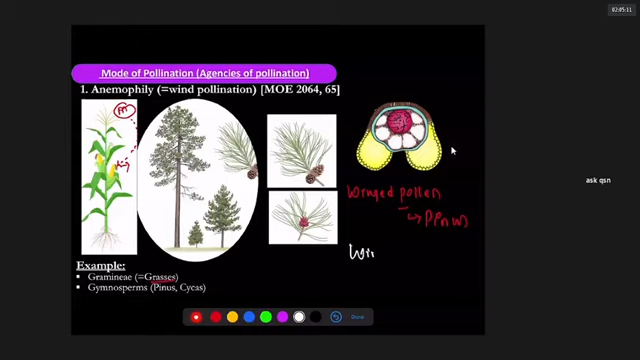 02:05:11
Mode of Pollination (Agencies of pollination)
1. Anemophily (=wind pollination) [MOE 2064, 65]
ask qsn
winged pollen
↳ Pinus
Example:
• Gramineae (=Grasses)
• Gymnosperms (Pinus, Cycas)
Done